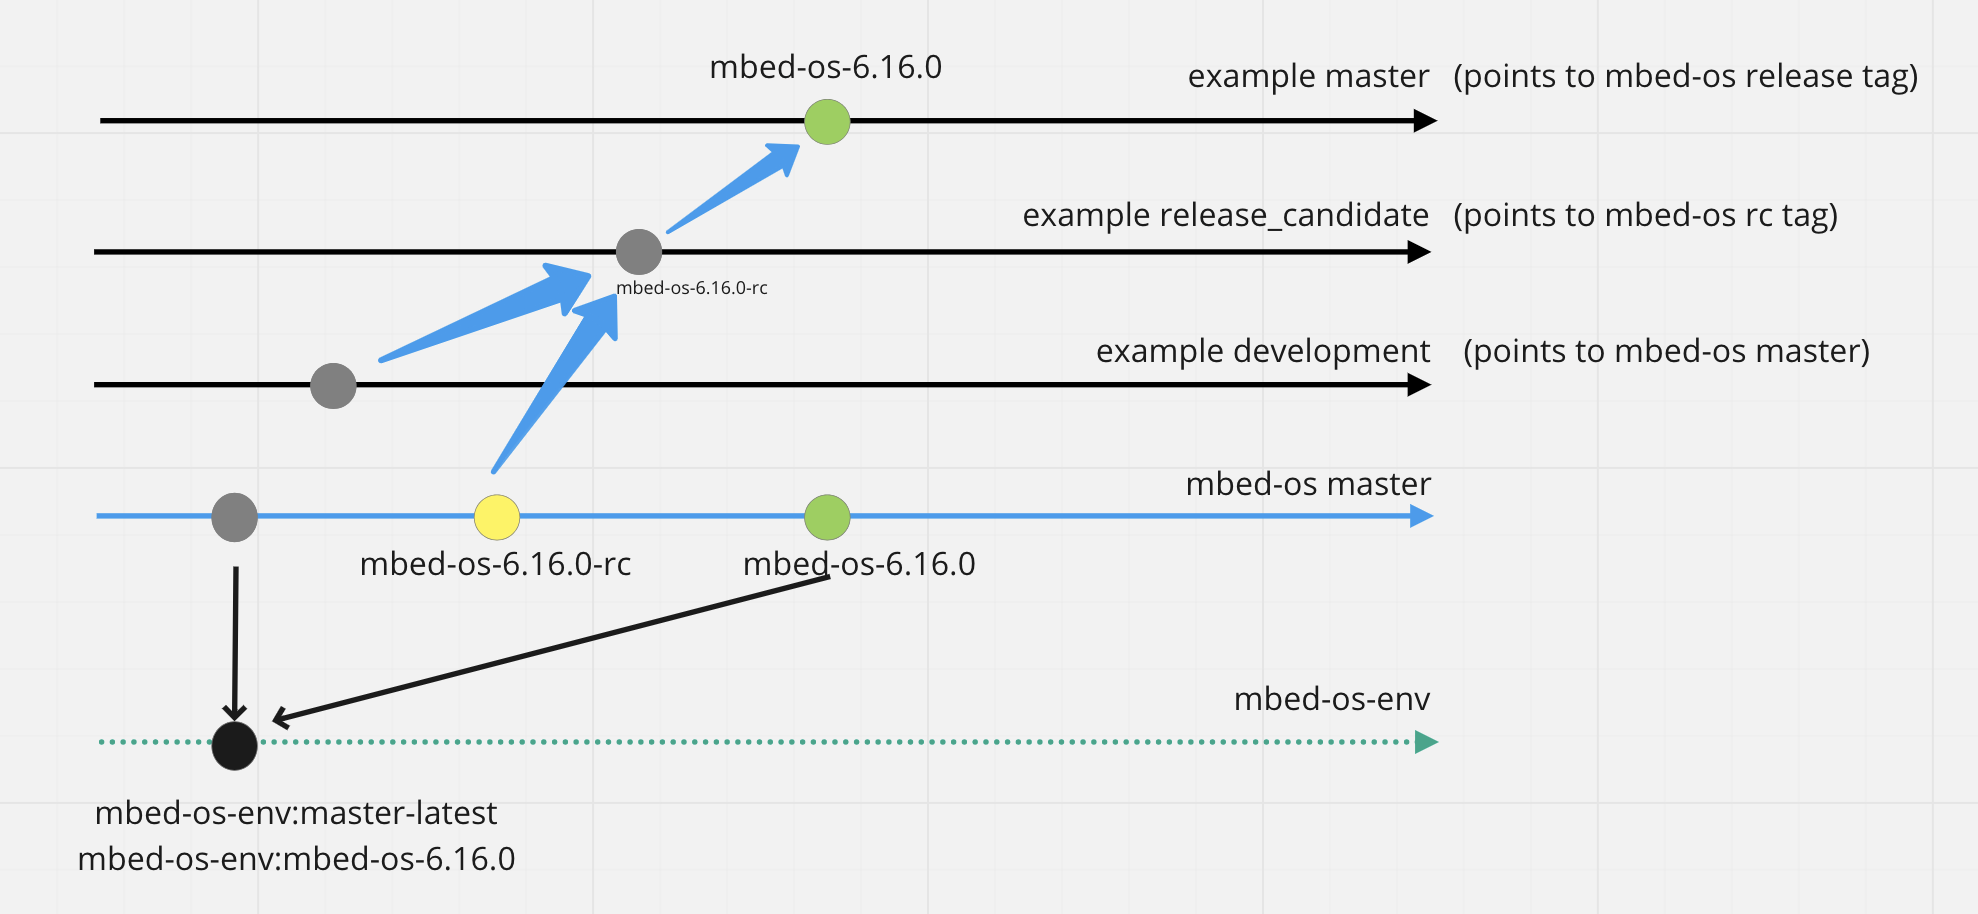 mbed-os-6.16.0
example master (points to mbed-os release tag)
example release_candidate (points to mbed-os rc tag)
mbed-os-6.16.0-rc
example development (points to mbed-os master)
mbed-os master
mbed-os-6.16.0-rc
mbed-os-6.16.0
mbed-os-env
mbed-os-env:master-latest
mbed-os-env:mbed-os-6.16.0